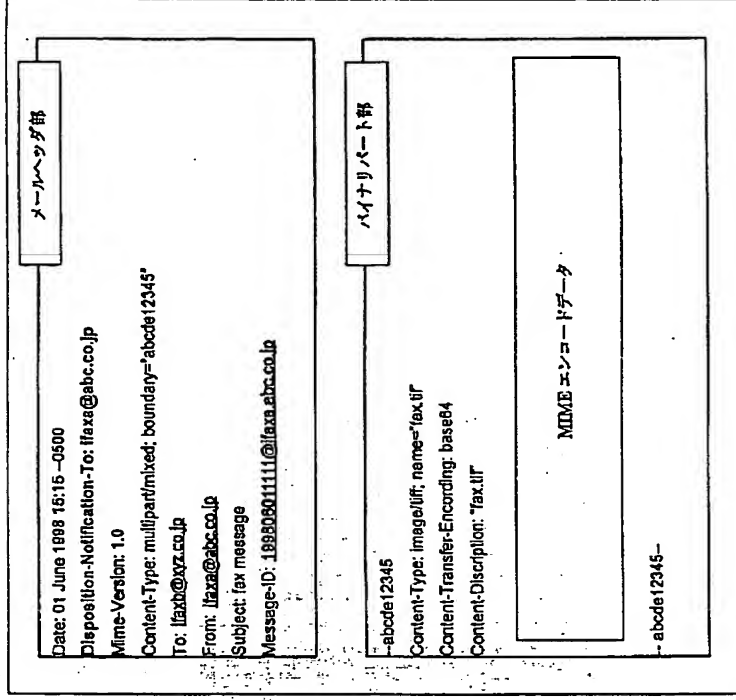 メールヘッダ部
Date: 01 June 1998 15:15 –0500
Disposition-Notification-To: ifaxa@abc.co.jp
Mime-Version: 1.0
Content-Type: multipart/mixed; boundary="abcde12345"
To: ifaxb@xyz.co.jp
From: ifaxa@abc.co.jp
Subject: fax message
Message-ID: 199806011111@ifaxa.abc.co.jp
バイナリパート部
--abcde12345
Content-Type: image/tiff; name="fax.tif"
Content-Transfer-Encording: base64
Content-Discription: "fax.tif"
MIME エンコードデータ
-- abcde12345--